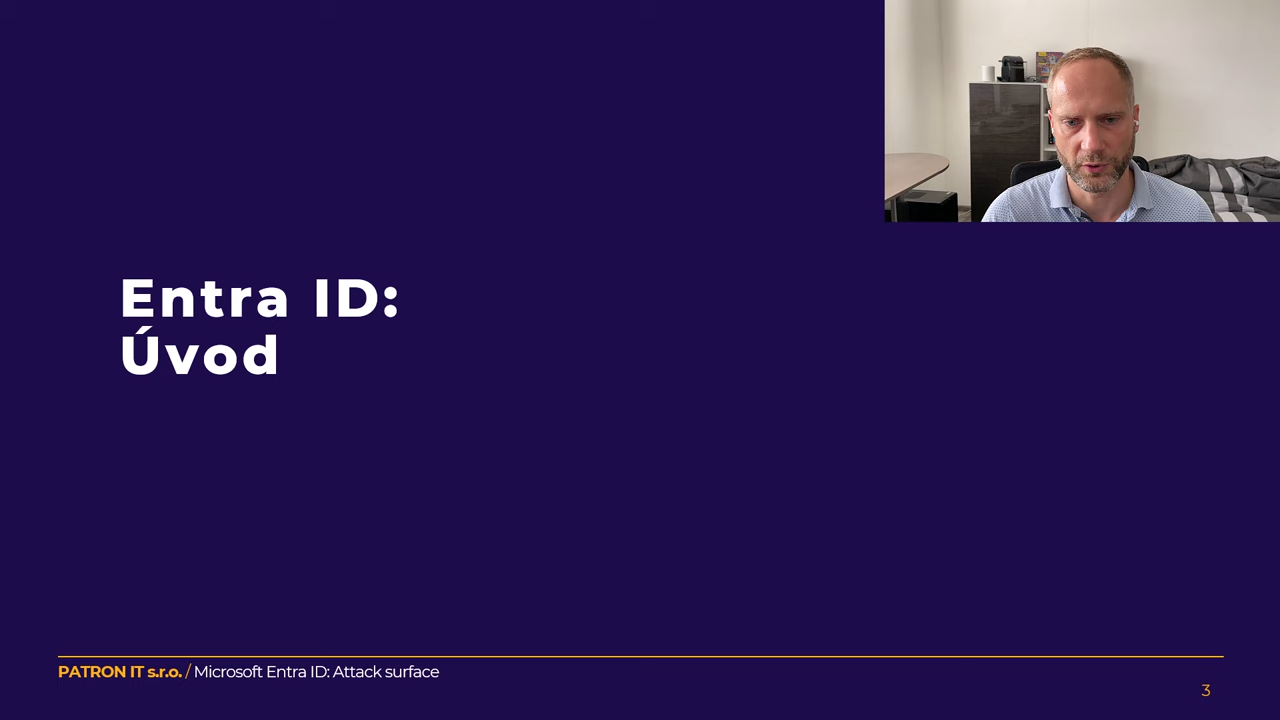 Entra ID:
Úvod
PATRON IT s.r.o. / Microsoft Entra ID: Attack surface
3